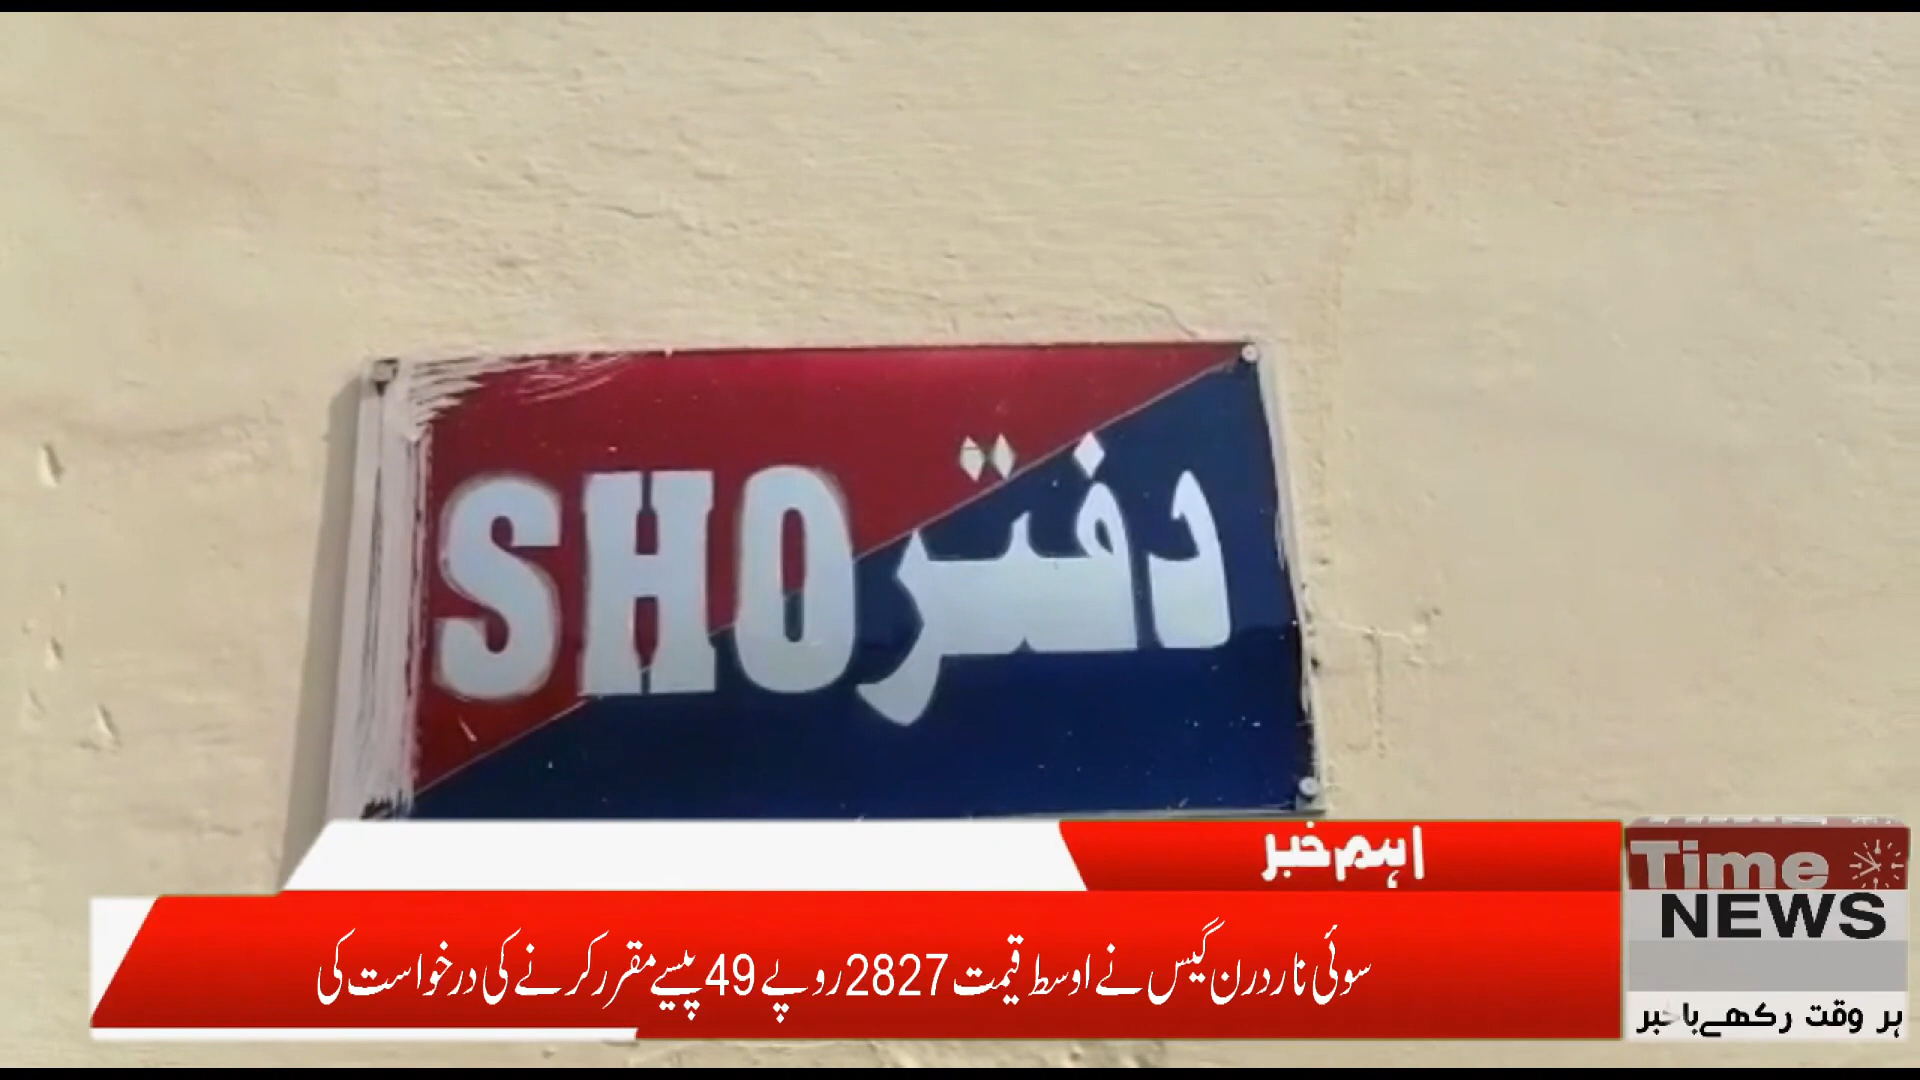 دفتر SHO
اہم خبر
سوئی ناردرن گیس نے اوسط قیمت 2827 روپے 49 پیسے مقرر کرنے کی درخواست کی
Time
NEWS
ہر وقت رکھے باخبر